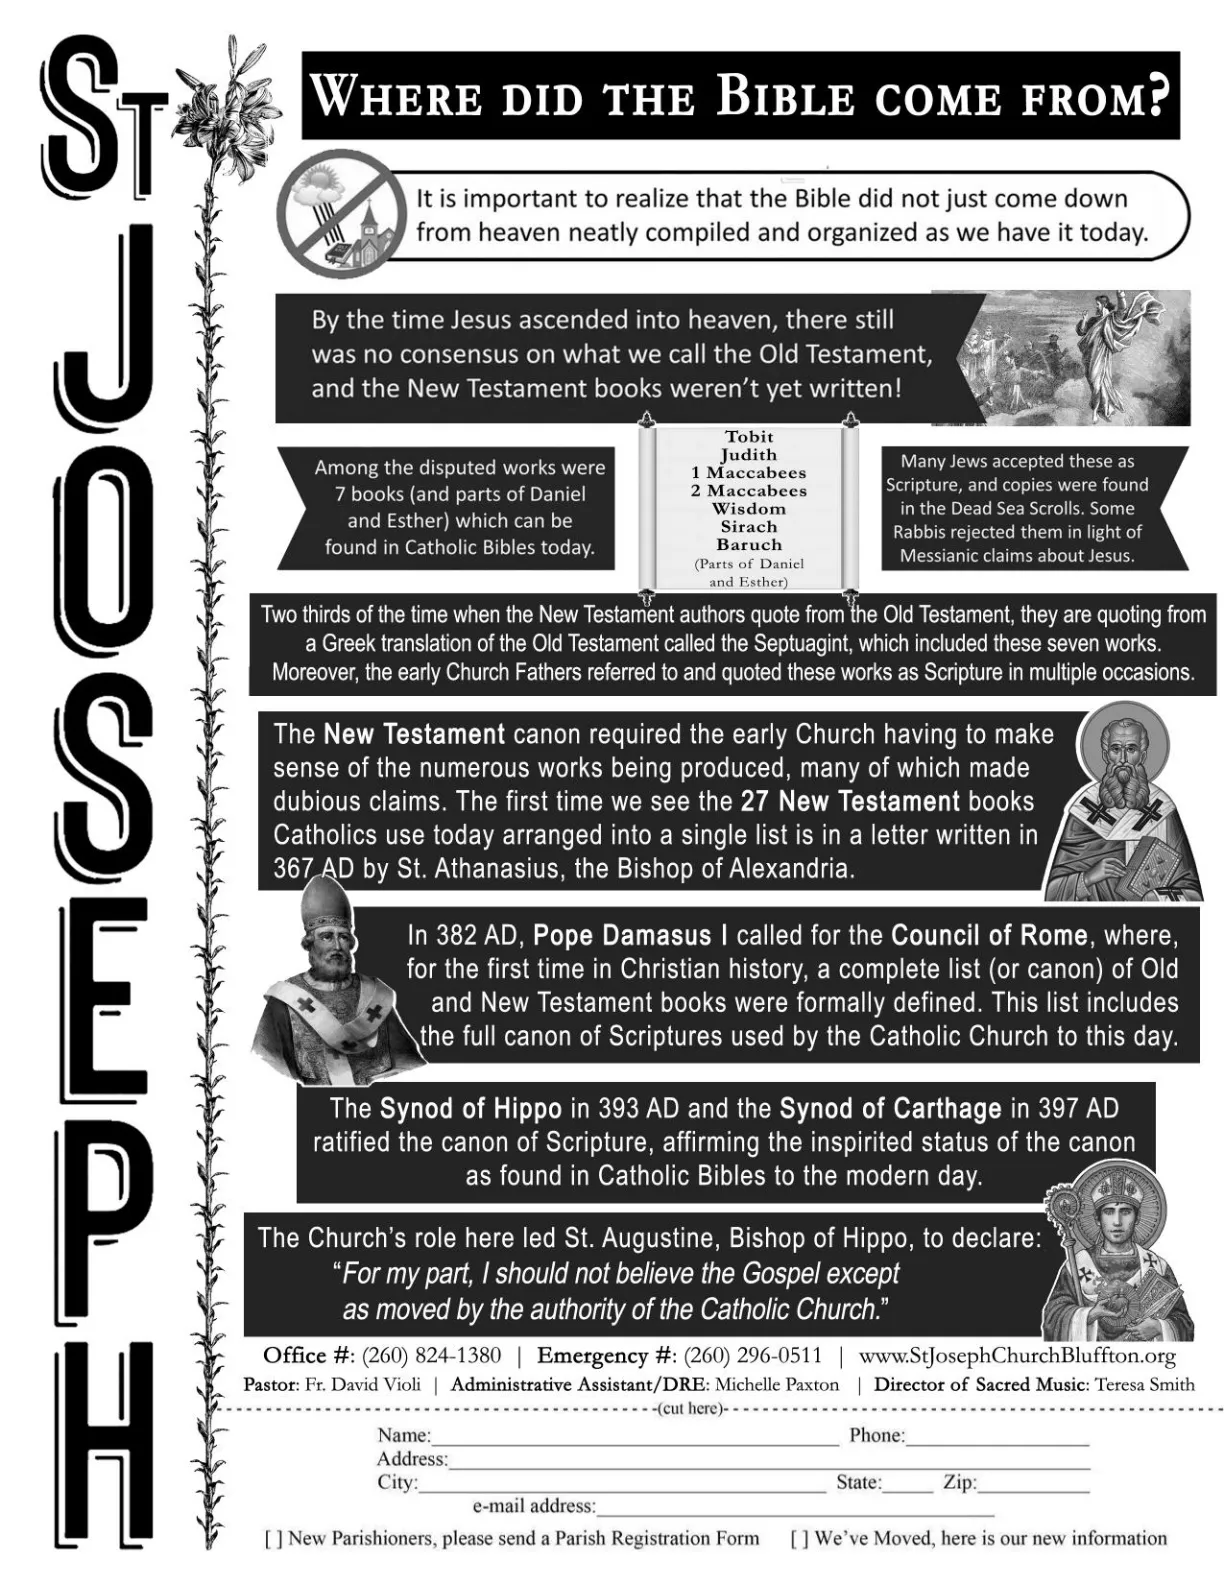 ST JOSEPH
WHERE DID THE BIBLE COME FROM?
It is important to realize that the Bible did not just come down
from heaven neatly compiled and organized as we have it today.
By the time Jesus ascended into heaven, there still
was no consensus on what we call the Old Testament,
and the New Testament books weren't yet written!
Among the disputed works were
7 books (and parts of Daniel
and Esther) which can be
found in Catholic Bibles today.
Tobit
Judith
1 Maccabees
2 Maccabees
Wisdom
Sirach
Baruch
(Parts of Daniel
and Esther)
Many Jews accepted these as
Scripture, and copies were found
in the Dead Sea Scrolls. Some
Rabbis rejected them in light of
Messianic claims about Jesus.
Two thirds of the time when the New Testament authors quote from the Old Testament, they are quoting from
a Greek translation of the Old Testament called the Septuagint, which included these seven works.
Moreover, the early Church Fathers referred to and quoted these works as Scripture in multiple occasions.
The New Testament canon required the early Church having to make
sense of the numerous works being produced, many of which made
dubious claims. The first time we see the 27 New Testament books
Catholics use today arranged into a single list is in a letter written in
367 AD by St. Athanasius, the Bishop of Alexandria.
In 382 AD, Pope Damasus I called for the Council of Rome, where,
for the first time in Christian history, a complete list (or canon) of Old
and New Testament books were formally defined. This list includes
the full canon of Scriptures used by the Catholic Church to this day.
The Synod of Hippo in 393 AD and the Synod of Carthage in 397 AD
ratified the canon of Scripture, affirming the inspirited status of the canon
as found in Catholic Bibles to the modern day.
The Church's role here led St. Augustine, Bishop of Hippo, to declare:
"For my part, I should not believe the Gospel except
as moved by the authority of the Catholic Church."
Office #: (260) 824-1380 | Emergency #: (260) 296-0511 | www.StJosephChurchBluffton.org
Pastor: Fr. David Violi | Administrative Assistant/DRE: Michelle Paxton | Director of Sacred Music: Teresa Smith
(cut here)
Name: Phone:
Address:
City: State: Zip:
e-mail address:
[ ] New Parishioners, please send a Parish Registration Form [ ] We've Moved, here is our new information